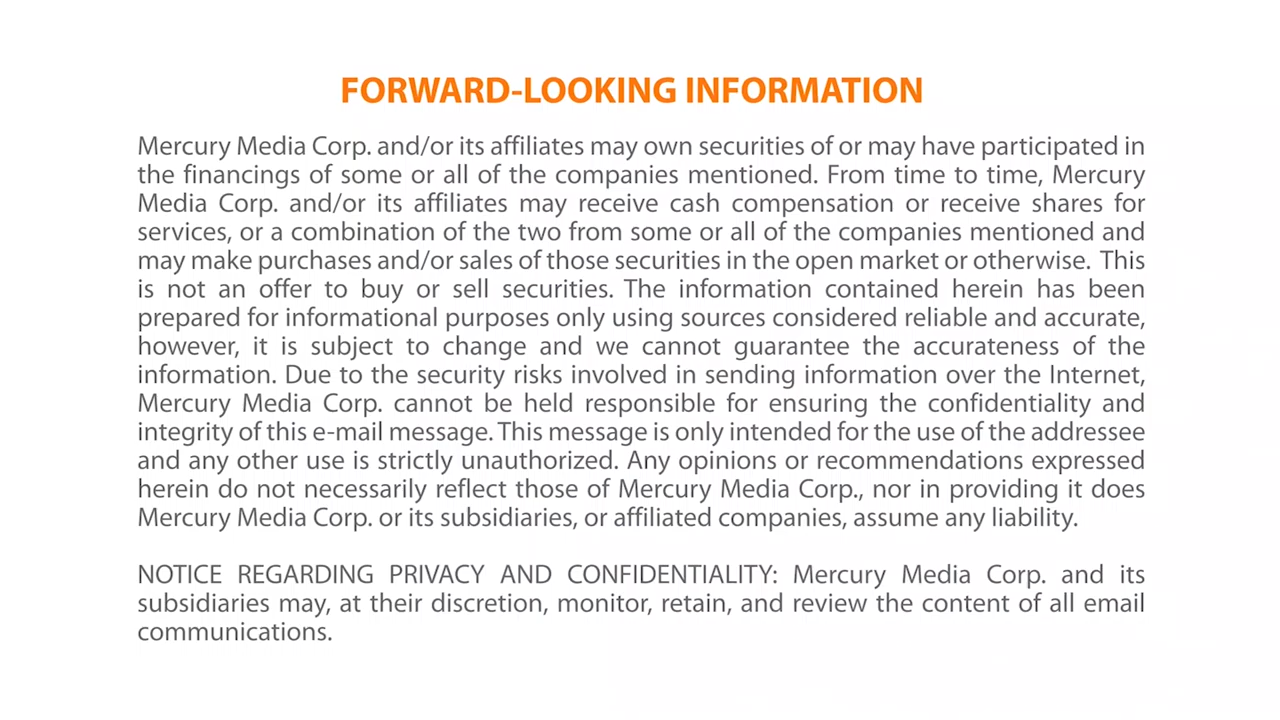 FORWARD-LOOKING INFORMATION
Mercury Media Corp. and/or its affiliates may own securities of or may have participated in
the financings of some or all of the companies mentioned. From time to time, Mercury
Media Corp. and/or its affiliates may receive cash compensation or receive shares for
services, or a combination of the two from some or all of the companies mentioned and
may make purchases and/or sales of those securities in the open market or otherwise. This
is not an offer to buy or sell securities. The information contained herein has been
prepared for informational purposes only using sources considered reliable and accurate,
however, it is subject to change and we cannot guarantee the accurateness of the
information. Due to the security risks involved in sending information over the Internet,
Mercury Media Corp. cannot be held responsible for ensuring the confidentiality and
integrity of this e-mail message. This message is only intended for the use of the addressee
and any other use is strictly unauthorized. Any opinions or recommendations expressed
herein do not necessarily reflect those of Mercury Media Corp., nor in providing it does
Mercury Media Corp. or its subsidiaries, or affiliated companies, assume any liability.
NOTICE REGARDING PRIVACY AND CONFIDENTIALITY: Mercury Media Corp. and its
subsidiaries may, at their discretion, monitor, retain, and review the content of all email
communications.